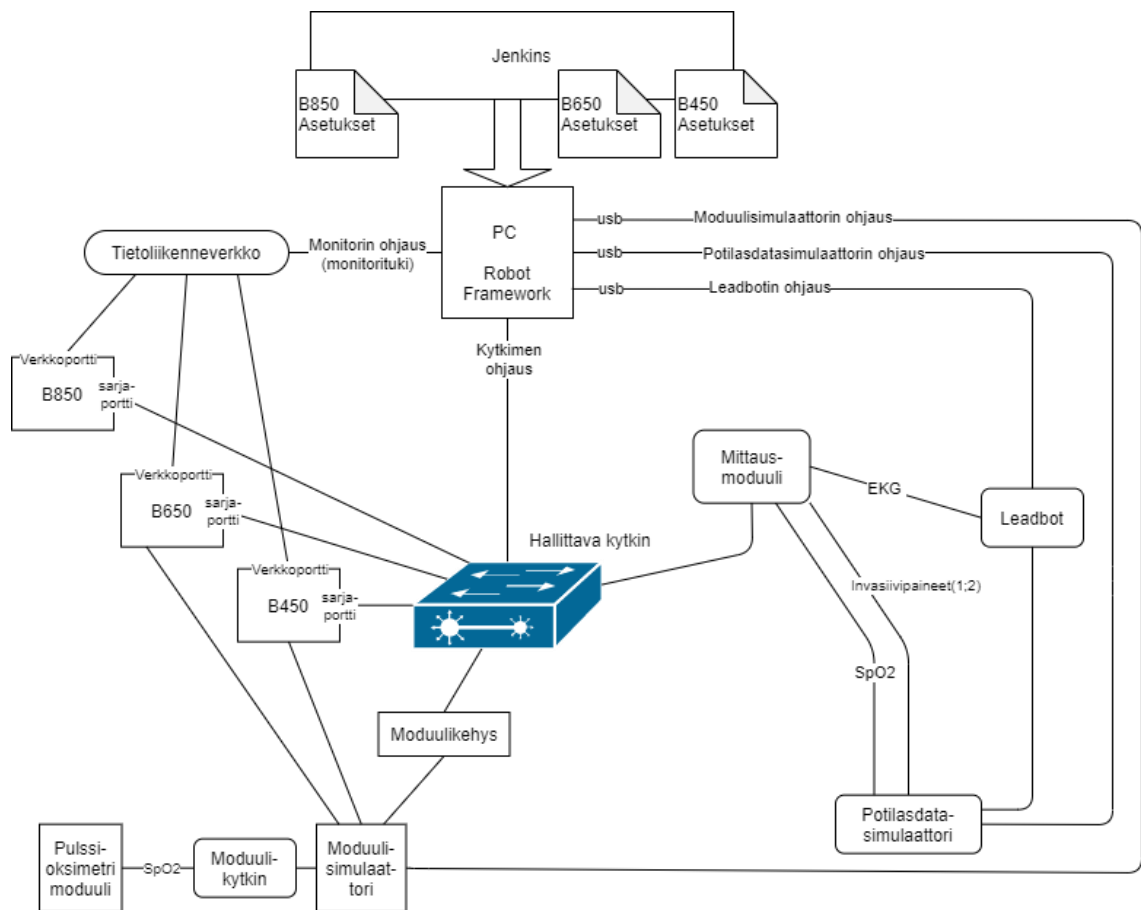 Jenkins
B850
Asetukset
B650
Asetukset
B450
Asetukset
PC
Robot
Framework
usb
Moduulisimulaattorin ohjaus
usb
Potilasdatasimulaattorin ohjaus
usb
Leadbotin ohjaus
Tietoliikenneverkko
Monitorin ohjaus
(monitorituki)
Kytkimen
ohjaus
Verkkoportti
B850
sarja-
portti
Verkkoportti
B650
sarja-
portti
Verkkoportti
B450
sarja-
portti
Hallittava kytkin
Mittaus-
moduuli
EKG
Leadbot
Invasiivipaineet(1;2)
SpO2
Moduulikehys
Potilasdata-
simulaattori
Pulssi-
oksimetri
moduuli
SpO2
Moduuli-
kytkin
Moduuli-
simulaat-
tori